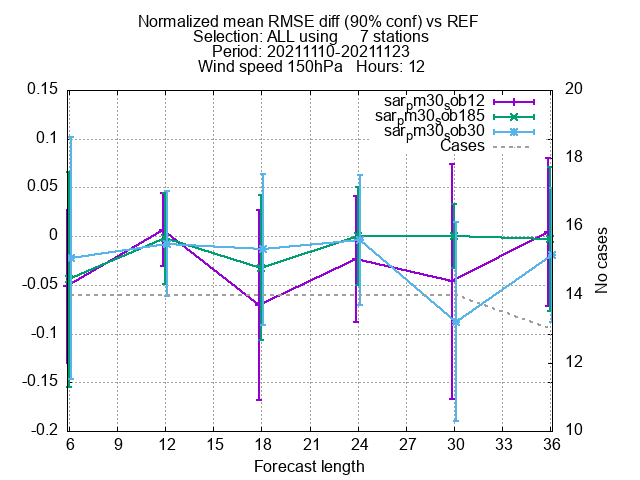 Normalized mean RMSE diff (90% conf) vs REF
Selection: ALL using 7 stations
Period: 20211110-20211123
Wind speed 150hPa Hours: 12
sarpm30sob12
sarpm30sob185
sarpm30sob30
Cases
0.15
0.1
0.05
0
-0.05
-0.1
-0.15
-0.2
20
18
16
14
12
10
No cases
6 9 12 15 18 21 24 27 30 33 36
Forecast length